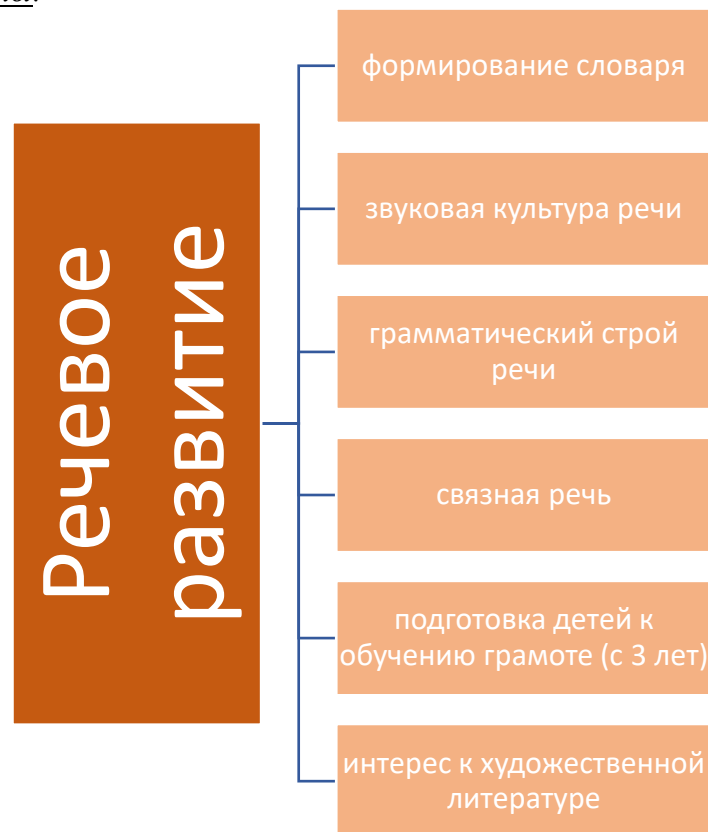 Речевое
развитие
формирование словаря
звуковая культура речи
грамматический строй
речи
связная речь
подготовка детей к
обучению грамоте (с 3 лет)
интерес к художественной
литературе